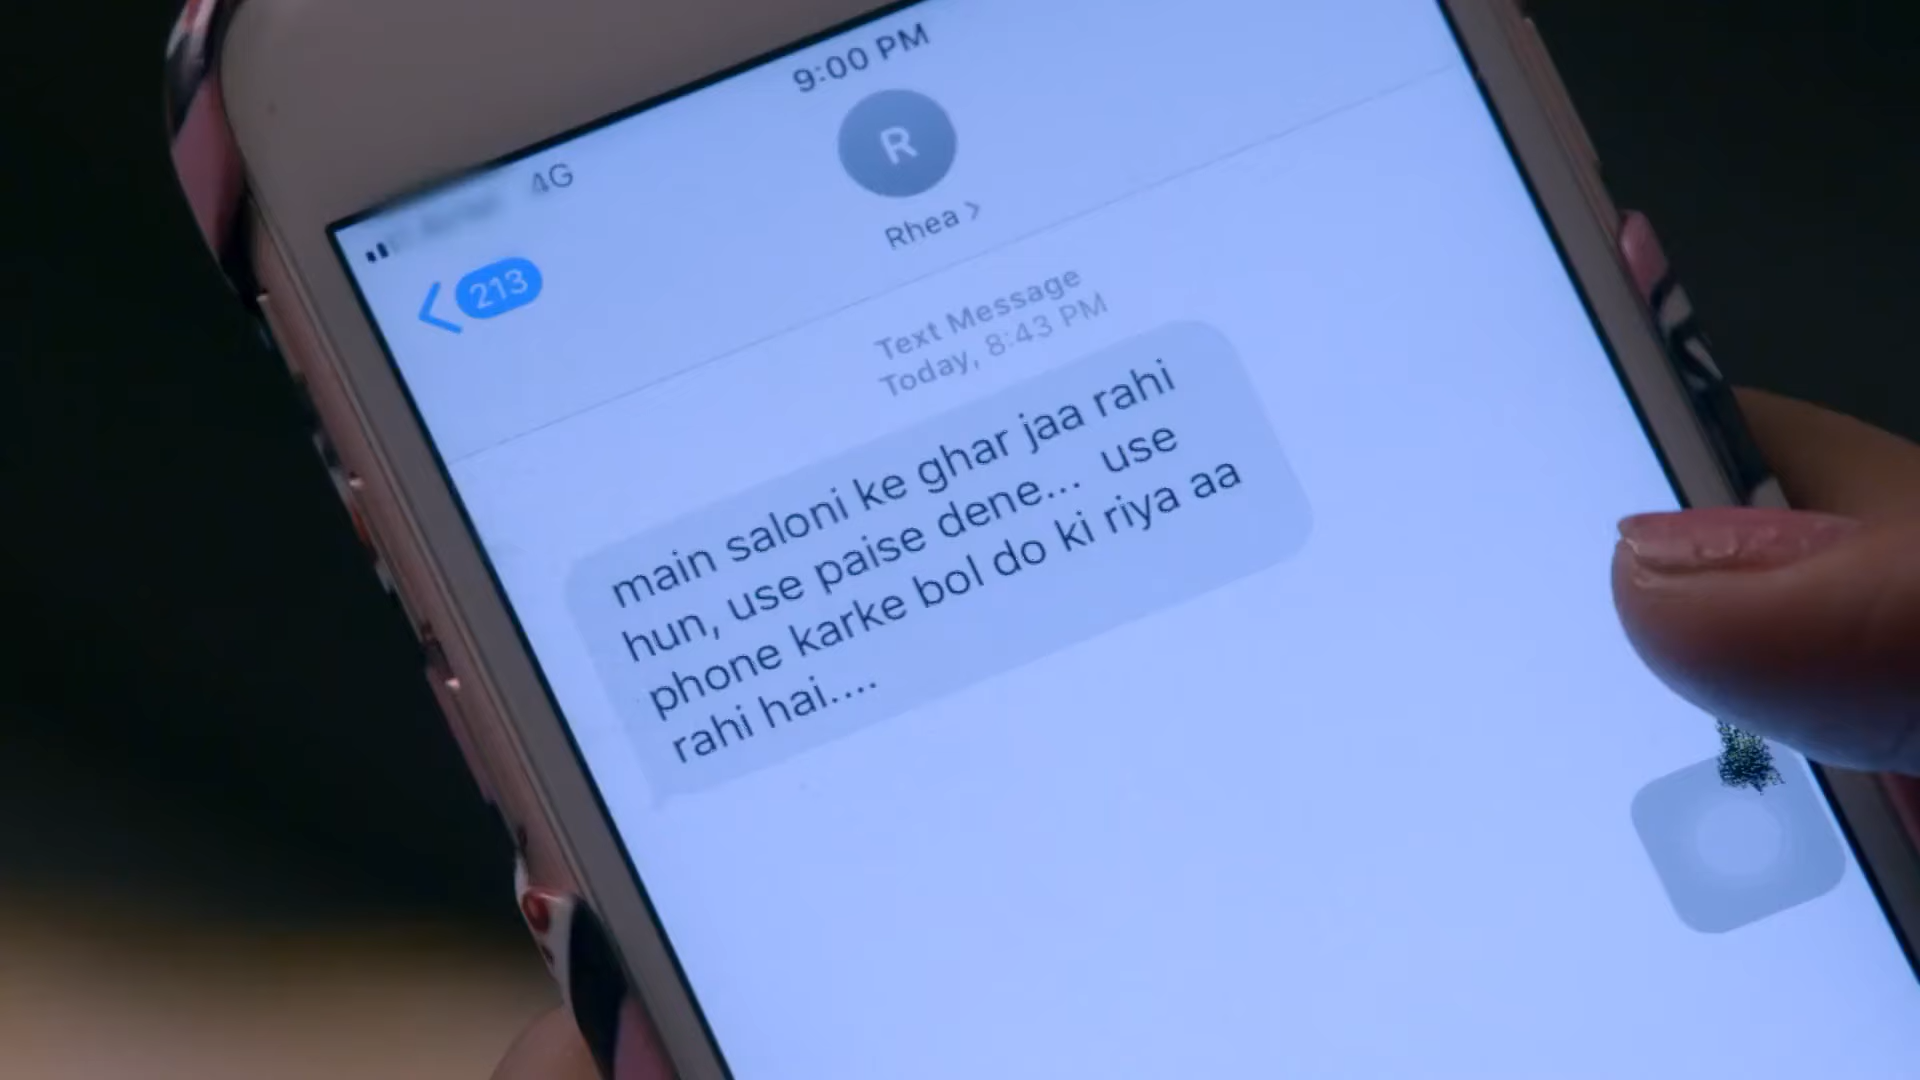 9:00 PM
4G
R
213
Rhea >
Text Message
Today, 8:43 PM
main saloni ke ghar jaa rahi
hun, use paise dene... use
phone karke bol do ki riya aa
rahi hai....